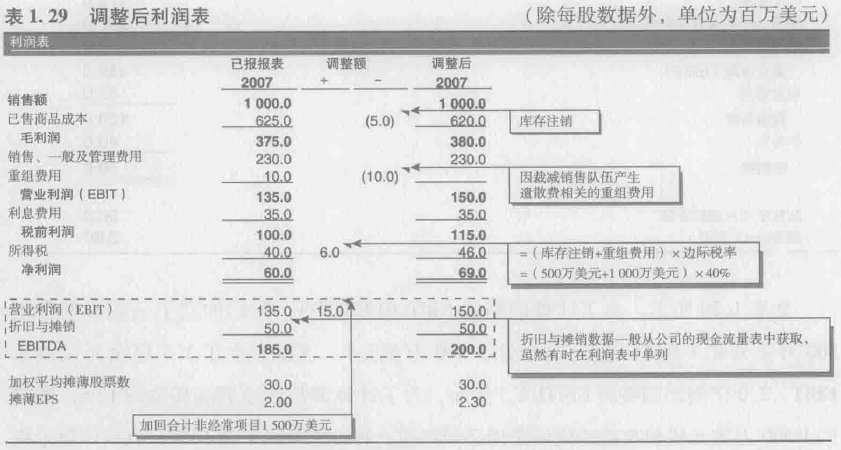 表1.29 调整后利润表 (除每股数据外，单位为百万美元)
利润表
已报报表 调整额 调整后
2007 + - 2007
销售额 1 000.0 1 000.0
已售商品成本 625.0 (5.0) 620.0 库存注销
毛利润 375.0 380.0
销售、一般及管理费用 230.0 230.0
重组费用 10.0 (10.0) 因裁减销售队伍产生
遣散费相关的重组费用
营业利润（EBIT） 135.0 150.0
利息费用 35.0 35.0
税前利润 100.0 115.0
所得税 40.0 6.0 46.0 =（库存注销+重组费用）×边际税率
净利润 60.0 69.0 =（500万美元+1 000万美元）×40%
营业利润（EBIT） 135.0 15.0 150.0
折旧与摊销 50.0 50.0
EBITDA 185.0 200.0
折旧与摊销数据一般从公司的现金流量表中获取，
虽然有时在利润表中单列
加权平均摊薄股票数 30.0 30.0
摊薄EPS 2.00 2.30
加回合计非经常项目1 500万美元